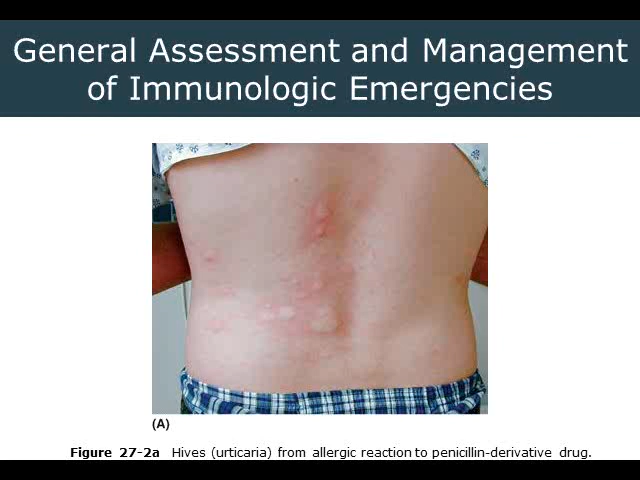 General Assessment and Management
of Immunologic Emergencies
(A)
Figure 27-2a Hives (urticaria) from allergic reaction to penicillin-derivative drug.